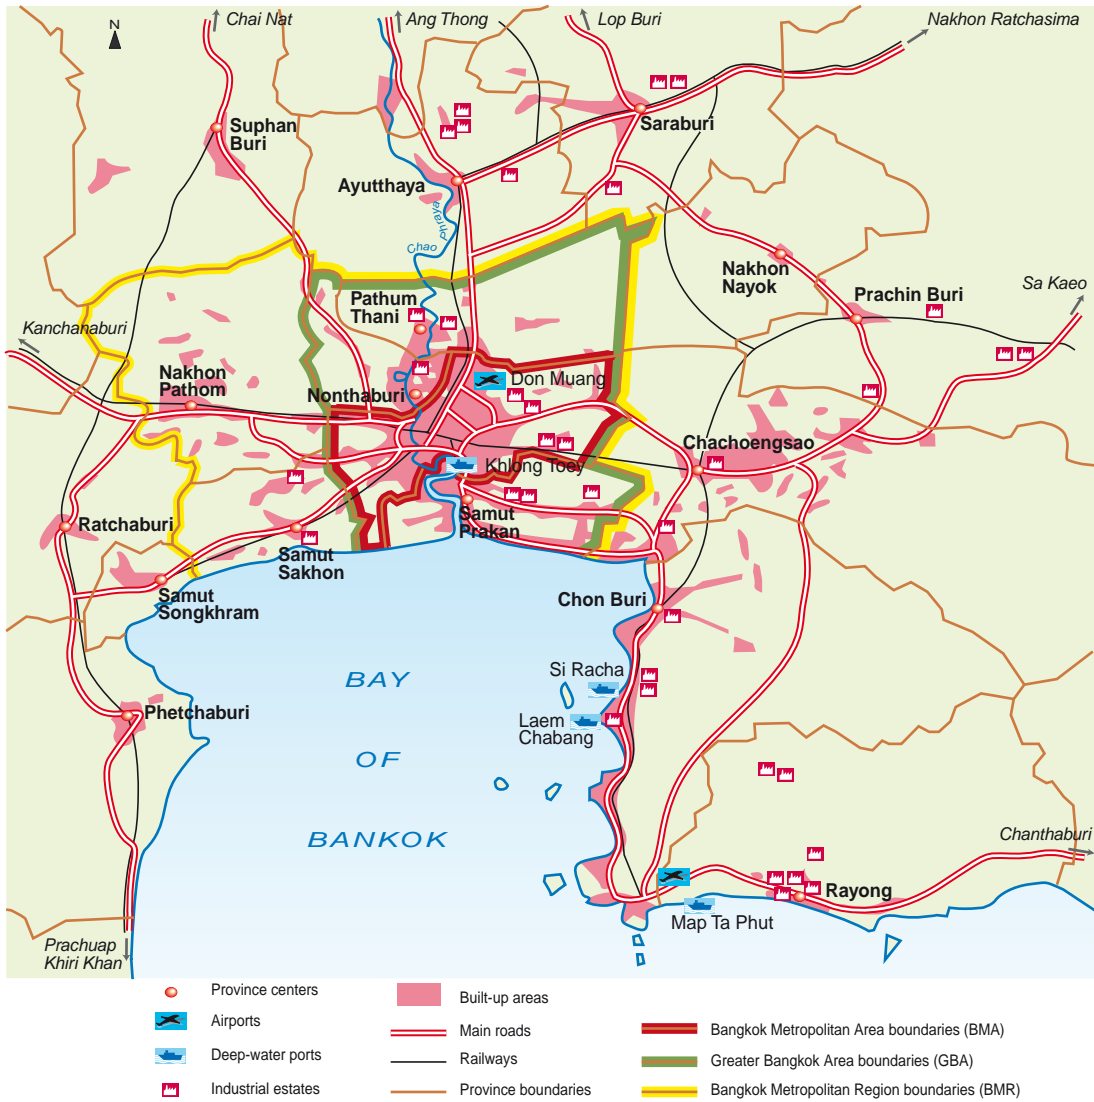 N
Chai Nat
Ang Thong
Lop Buri
Nakhon Ratchasima
Suphan
Buri
Saraburi
Ayutthaya
Phraya
Chao
Nakhon
Nayok
Pathum
Thani
Prachin Buri
Sa Kaeo
Kanchanaburi
Nakhon
Pathom
Nonthaburi
Don Muang
Chachoengsao
Khlong Toey
Ratchaburi
Samut
Prakan
Samut
Sakhon
Samut
Songkhram
Chon Buri
Si Racha
BAY
Phetchaburi
Laem
Chabang
OF
BANKOK
Chanthaburi
Rayong
Map Ta Phut
Prachuap
Khiri Khan
Province centers
Airports
Deep-water ports
Industrial estates
Built-up areas
Main roads
Railways
Province boundaries
Bangkok Metropolitan Area boundaries (BMA)
Greater Bangkok Area boundaries (GBA)
Bangkok Metropolitan Region boundaries (BMR)